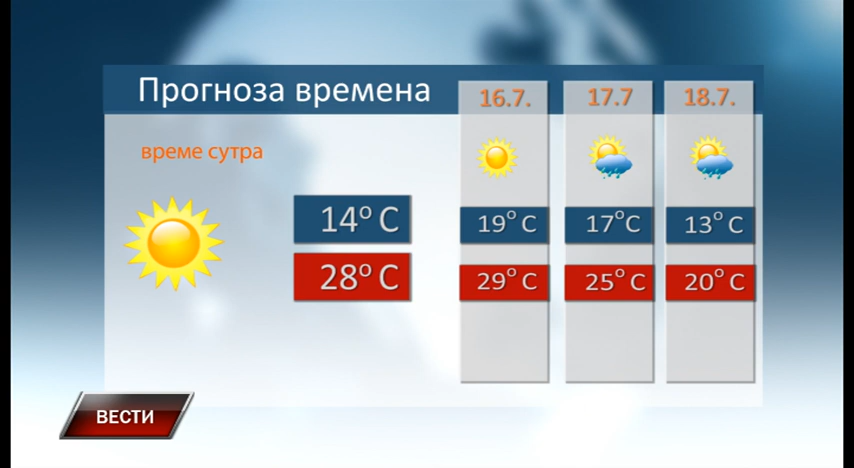 Прогноза времена
време сутра
14° C
28° C
16.7.
19° C
29° C
17.7
17°C
25° C
18.7.
13° C
20° C
ВЕСТИ